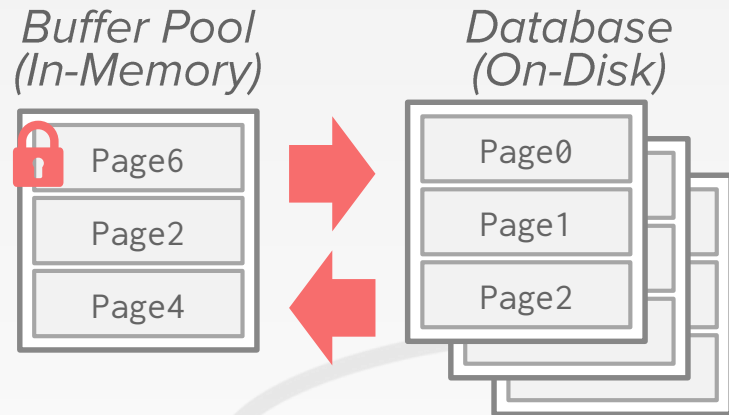 Buffer Pool
(In-Memory)
Page6
Page2
Page4
Database
(On-Disk)
Page0
Page1
Page2